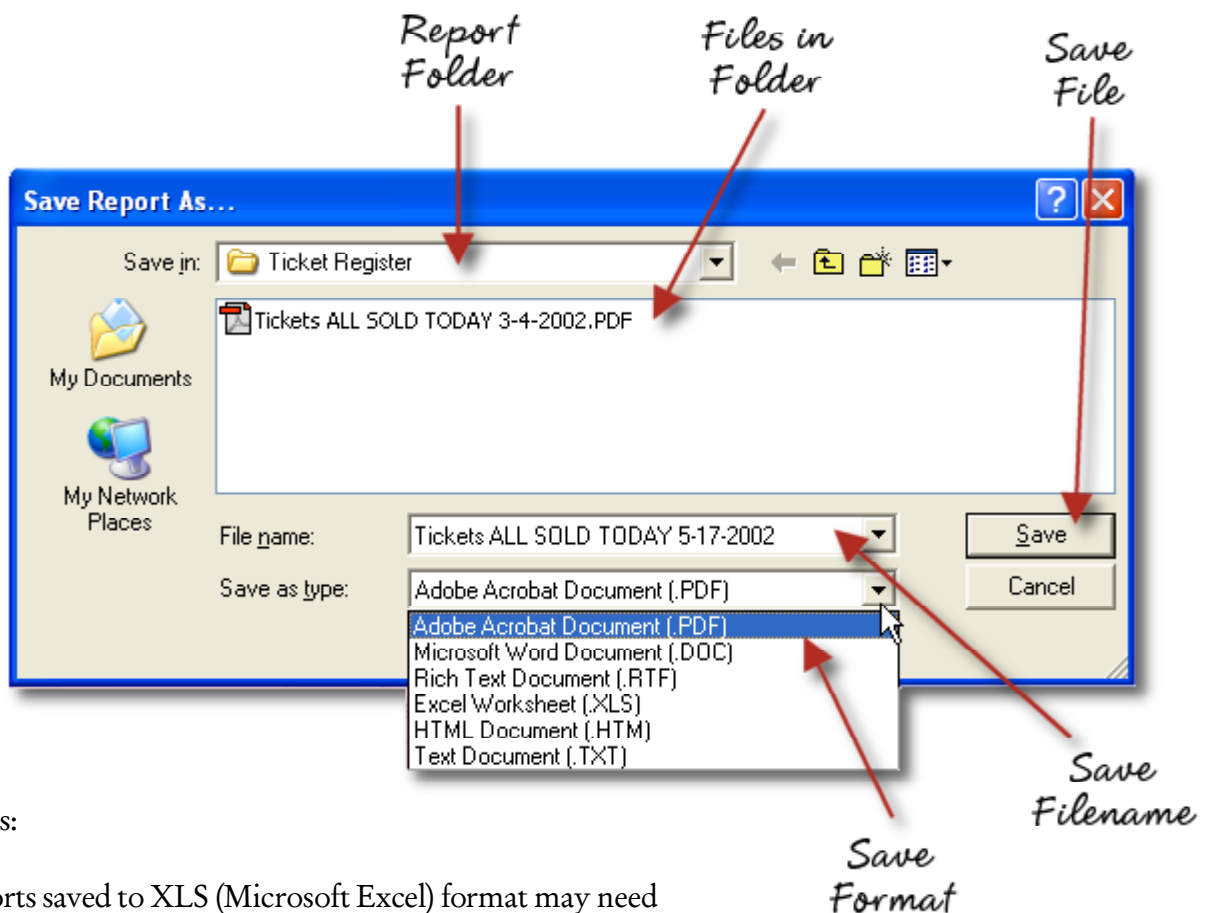 Report
Folder
Files in
Folder
Save
File
Save Report As...
Save in: Ticket Register
Tickets ALL SOLD TODAY 3-4-2002.PDF
My Documents
My Network
Places
File name: Tickets ALL SOLD TODAY 5-17-2002 Save
Save as type: Adobe Acrobat Document (.PDF) Cancel
Adobe Acrobat Document (.PDF)
Microsoft Word Document (.DOC)
Rich Text Document (.RTF)
Excel Worksheet (.XLS)
HTML Document (.HTM)
Text Document (.TXT)
Save
Filename
Save
Format
s:
orts saved to XLS (Microsoft Excel) format may need